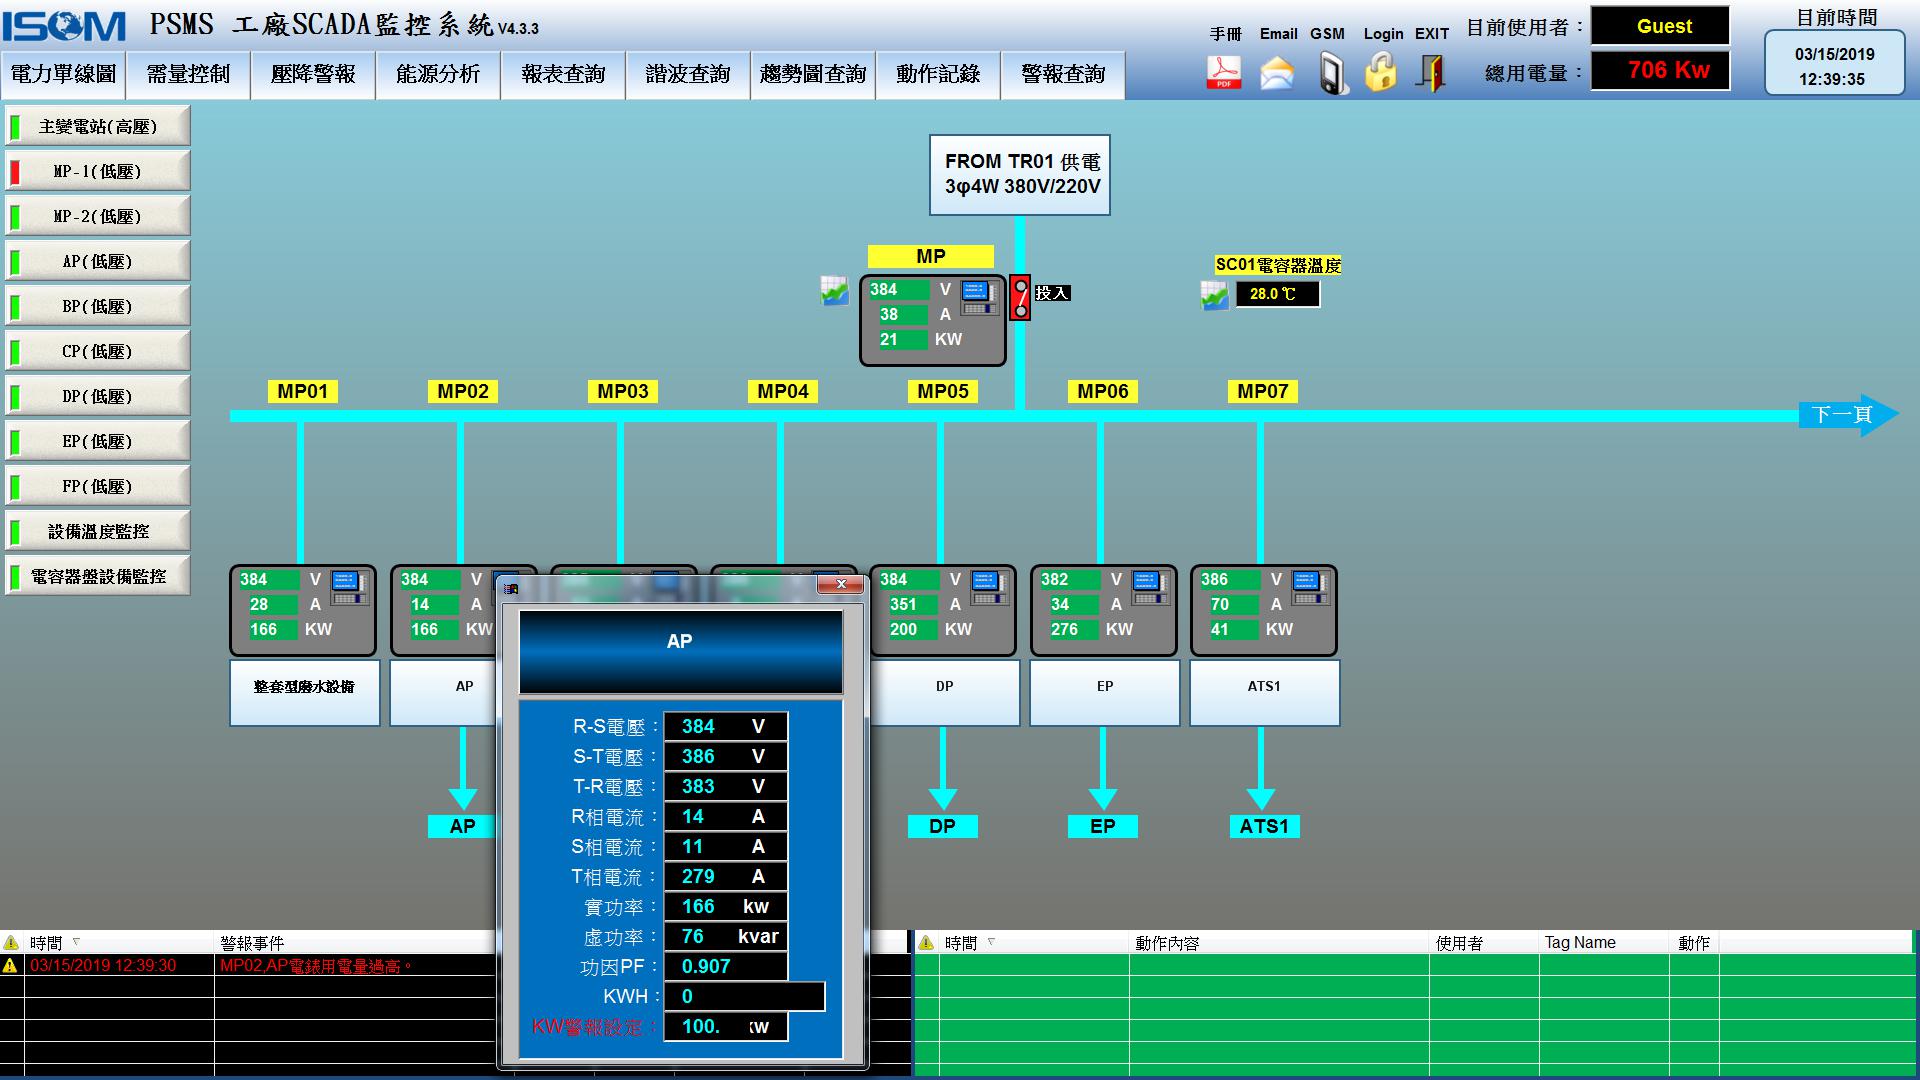 ISOM
PSMS 工廠SCADA監控系統 V4.3.3
手冊 Email GSM Login EXIT
目前使用者： Guest
總用電量： 706 Kw
目前時間
03/15/2019
12:39:35
電力單線圖 需量控制 壓降警報 能源分析 報表查詢 諧波查詢 趨勢圖查詢 動作記錄 警報查詢
PDF
主變電站(高壓)
MP-1(低壓)
MP-2(低壓)
AP(低壓)
BP(低壓)
CP(低壓)
DP(低壓)
EP(低壓)
FP(低壓)
設備溫度監控
電容器盤設備監控
FROM TR01 供電
3φ4W 380V/220V
MP
384 V
38 A
21 KW
投入
SC01電容器溫度
28.0 ℃
MP01 MP02 MP03 MP04 MP05 MP06 MP07
下一頁
384 V
28 A
166 KW
整套型廢水設備
384 V
14 A
166 KW
AP
AP
384 V
351 A
200 KW
DP
DP
382 V
34 A
276 KW
EP
EP
386 V
70 A
41 KW
ATS1
ATS1
X
AP
R-S電壓： 384 V
S-T電壓： 386 V
T-R電壓： 383 V
R相電流： 14 A
S相電流： 11 A
T相電流： 279 A
實功率： 166 kw
虛功率： 76 kvar
功因PF： 0.907
KWH： 0
KW警報設定： 100. kw
時間 警報事件
03/15/2019 12:39:30 MP02,AP電錶用電量過高。
時間 動作內容 使用者 Tag Name 動作